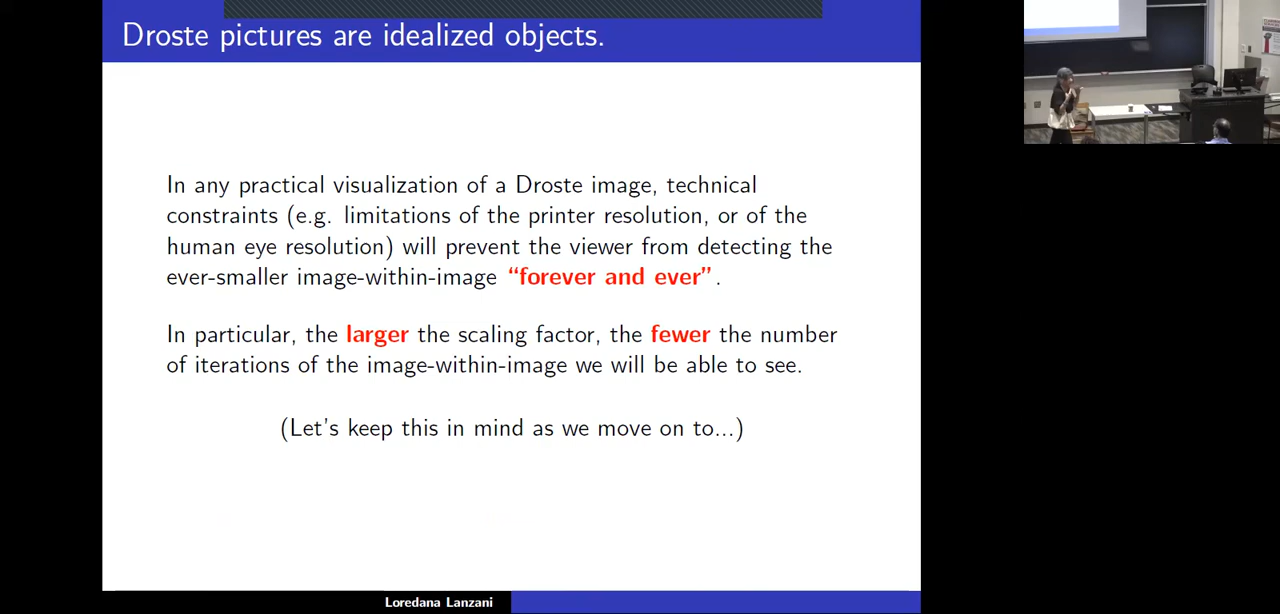 Droste pictures are idealized objects.
In any practical visualization of a Droste image, technical
constraints (e.g. limitations of the printer resolution, or of the
human eye resolution) will prevent the viewer from detecting the
ever-smaller image-within-image “forever and ever”.
In particular, the larger the scaling factor, the fewer the number
of iterations of the image-within-image we will be able to see.
(Let's keep this in mind as we move on to...)
Loredana Lanzani